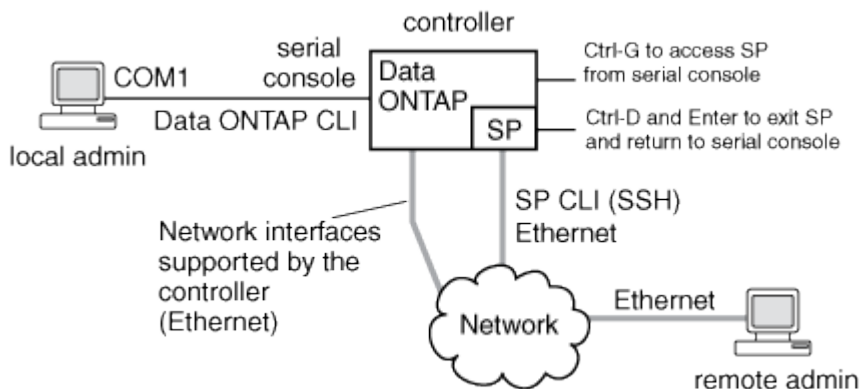 controller
serial
console
COM1
Data ONTAP CLI
local admin
Data
ONTAP
SP
Ctrl-G to access SP
from serial console
Ctrl-D and Enter to exit SP
and return to serial console
SP CLI (SSH)
Ethernet
Network interfaces
supported by the
controller
(Ethernet)
Network
Ethernet
remote admin